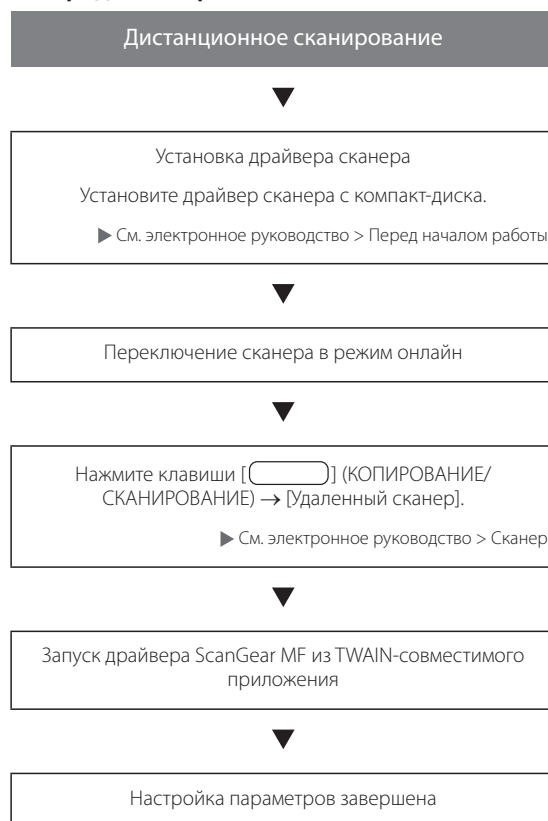 Дистанционное сканирование
▼
Установка драйвера сканера
Установите драйвер сканера с компакт-диска.
▶ См. электронное руководство > Перед началом работы
▼
Переключение сканера в режим онлайн
▼
Нажмите клавиши [ ] (КОПИРОВАНИЕ/
СКАНИРОВАНИЕ) → [Удаленный сканер].
▶ См. электронное руководство > Сканер
▼
Запуск драйвера ScanGear MF из TWAIN-совместимого
приложения
▼
Настройка параметров завершена